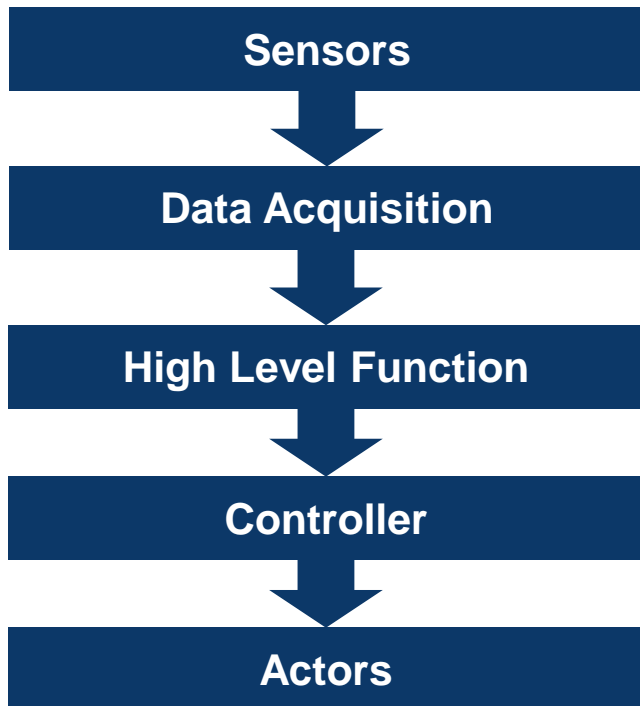 Sensors
Data Acquisition
High Level Function
Controller
Actors